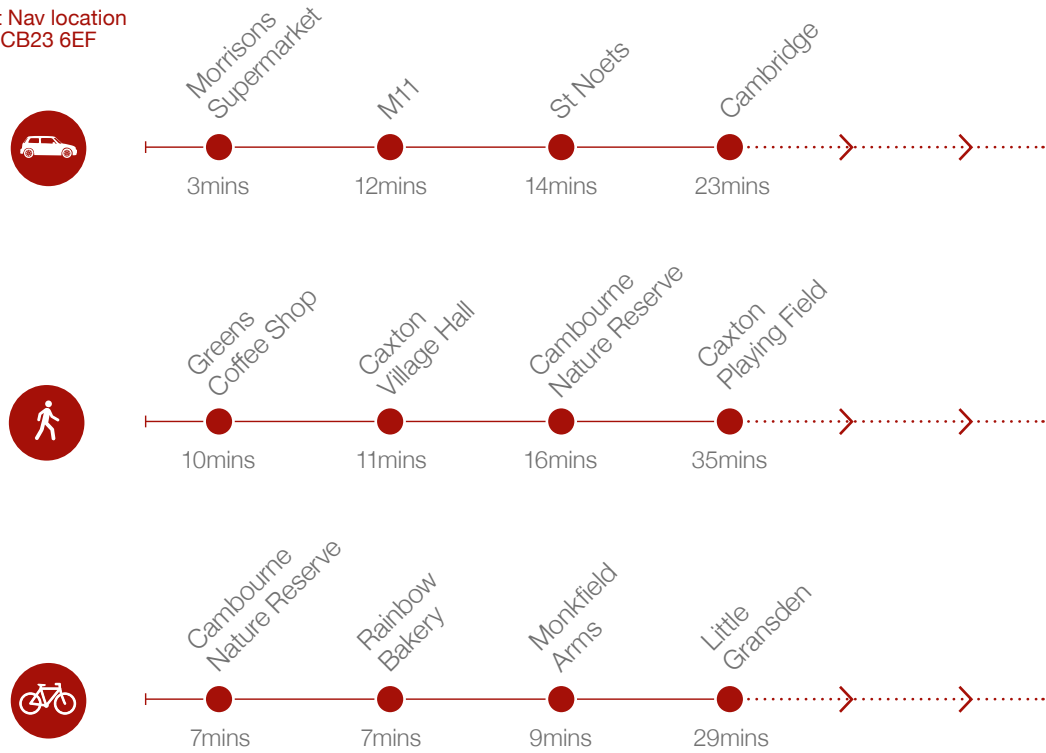 : Nav location
CB23 6EF
Morrisons
Supermarket
M11
St Noets
Cambridge
3mins
12mins
14mins
23mins
Greens
Coffee Shop
Caxton
Village Hall
Cambourne
Nature Reserve
Caxton
Playing Field
10mins
11mins
16mins
35mins
Cambourne
Nature Reserve
Rainbow
Bakery
Monkfield
Arms
Little
Gransden
7mins
7mins
9mins
29mins